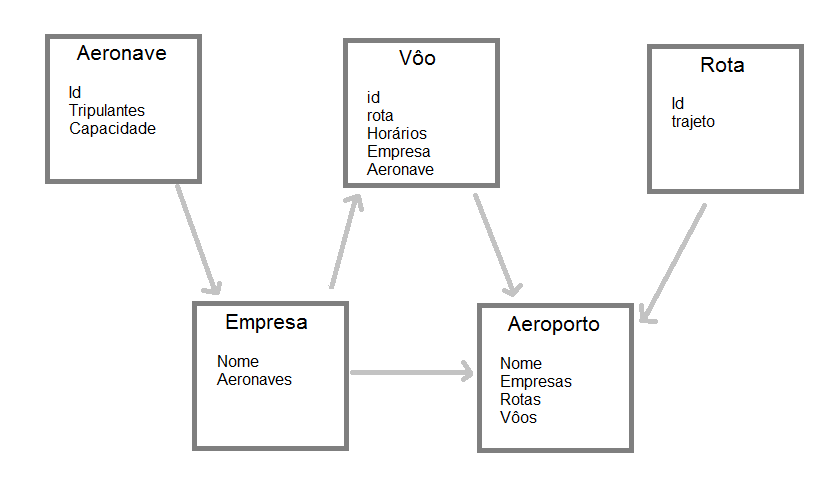 Aeronave
Id
Tripulantes
Capacidade
Vôo
id
rota
Horários
Empresa
Aeronave
Rota
Id
trajeto
Empresa
Nome
Aeronaves
Aeroporto
Nome
Empresas
Rotas
Vôos